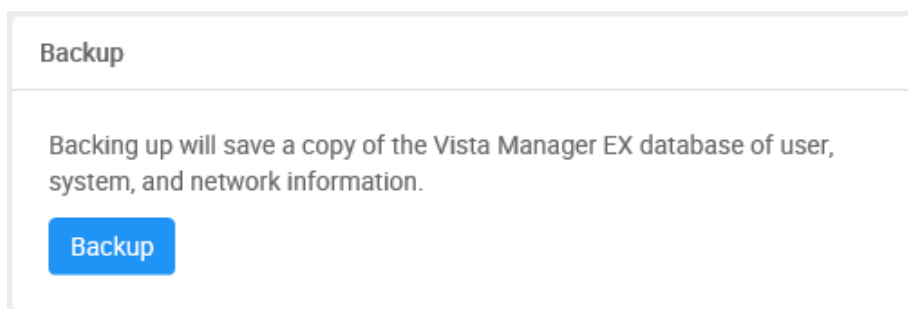 Backup
Backing up will save a copy of the Vista Manager EX database of user,
system, and network information.
Backup